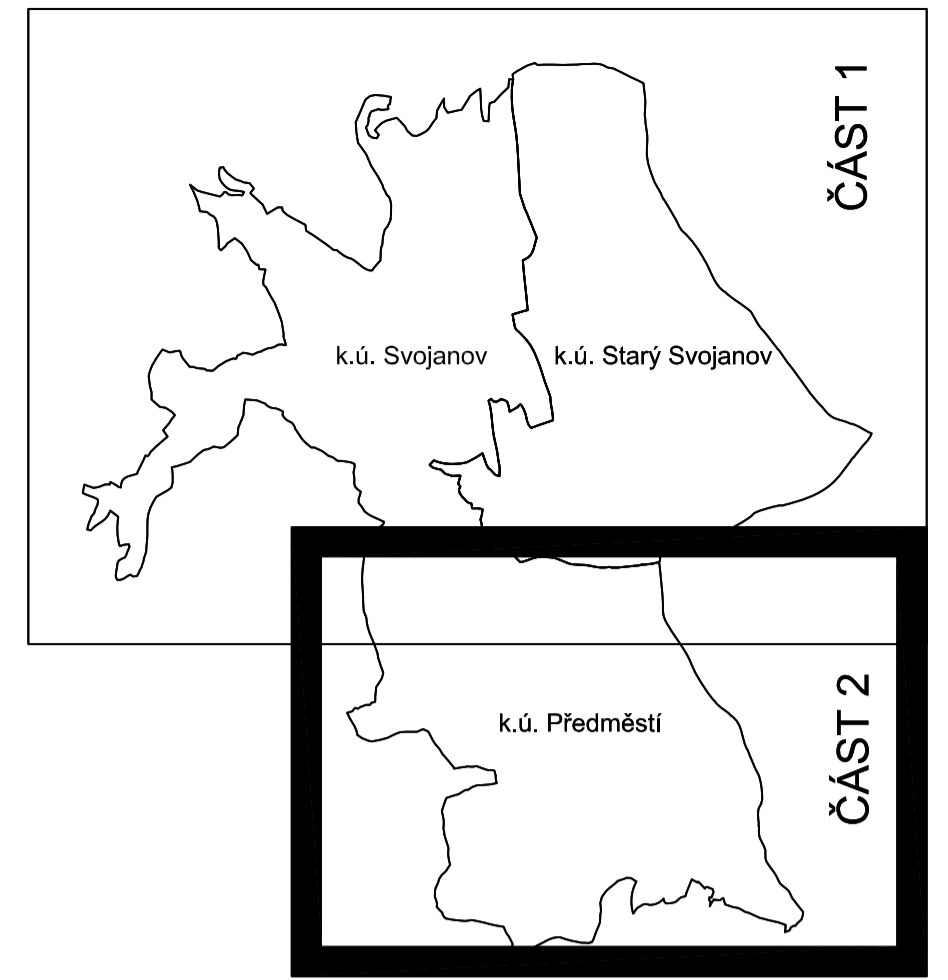 ČÁST 1
k.ú. Svojanov
k.ú. Starý Svojanov
k.ú. Předměstí
ČÁST 2